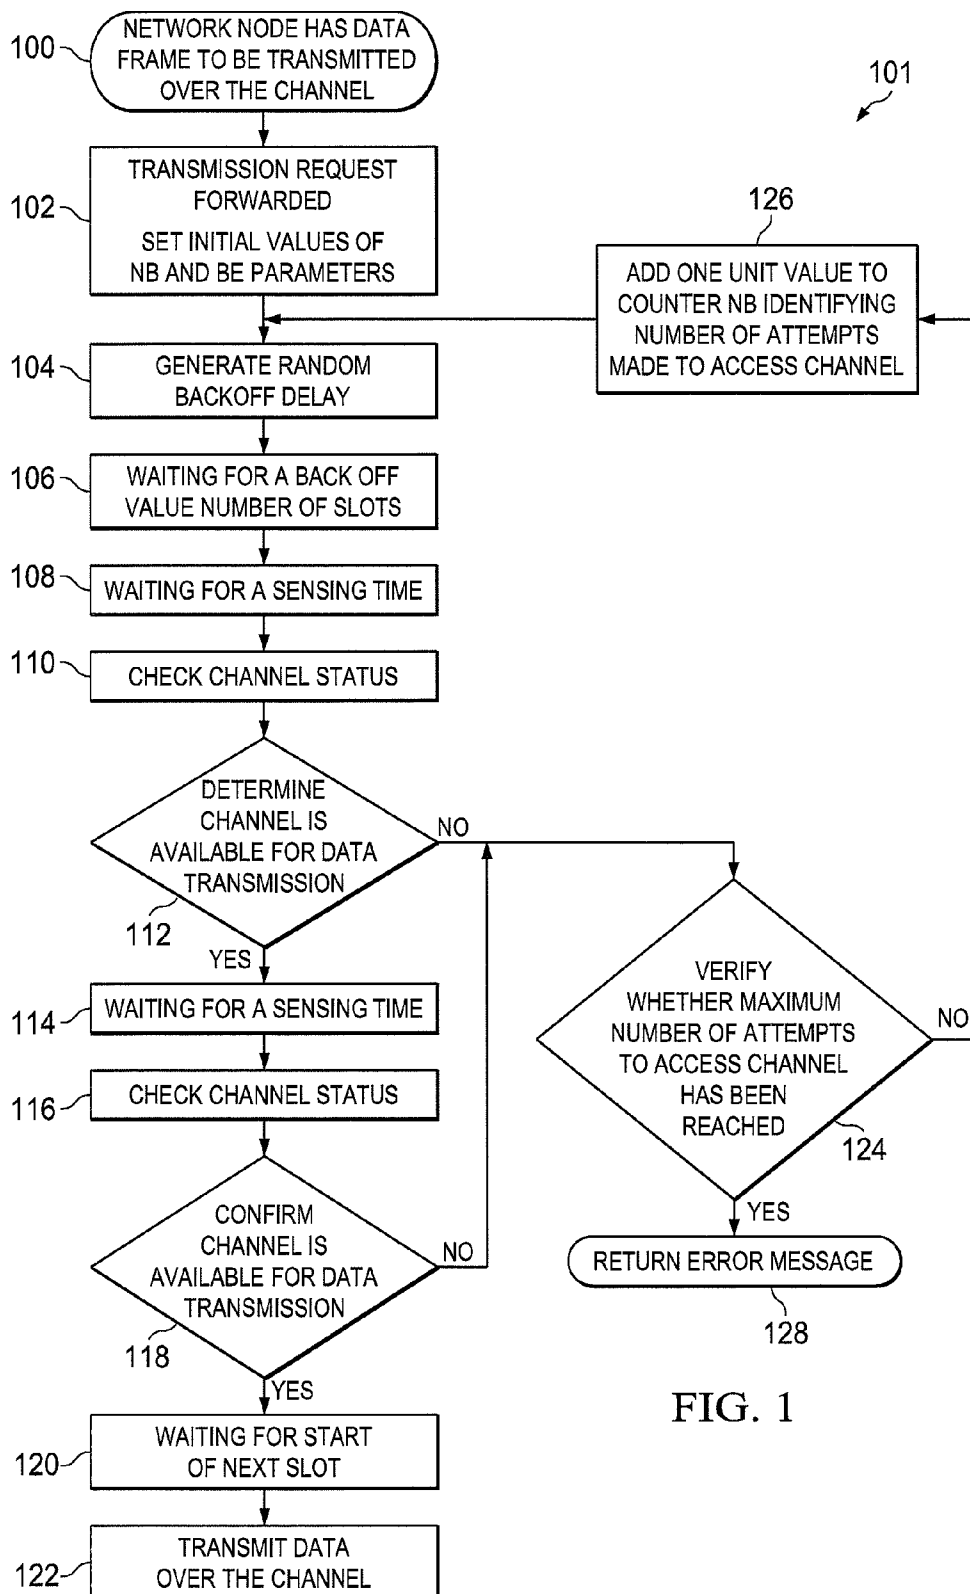 100
NETWORK NODE HAS DATA
FRAME TO BE TRANSMITTED
OVER THE CHANNEL
101
102
TRANSMISSION REQUEST
FORWARDED
SET INITIAL VALUES OF
NB AND BE PARAMETERS
126
ADD ONE UNIT VALUE TO
COUNTER NB IDENTIFYING
NUMBER OF ATTEMPTS
MADE TO ACCESS CHANNEL
104
GENERATE RANDOM
BACKOFF DELAY
106
WAITING FOR A BACK OFF
VALUE NUMBER OF SLOTS
108
WAITING FOR A SENSING TIME
110
CHECK CHANNEL STATUS
DETERMINE
CHANNEL IS
AVAILABLE FOR DATA
TRANSMISSION
NO
112
YES
114
WAITING FOR A SENSING TIME
116
CHECK CHANNEL STATUS
VERIFY
WHETHER MAXIMUM
NUMBER OF ATTEMPTS
TO ACCESS CHANNEL
HAS BEEN
REACHED
NO
124
YES
CONFIRM
CHANNEL IS
AVAILABLE FOR DATA
TRANSMISSION
NO
118
YES
RETURN ERROR MESSAGE
128
120
WAITING FOR START
OF NEXT SLOT
122
TRANSMIT DATA
OVER THE CHANNEL
FIG. 1